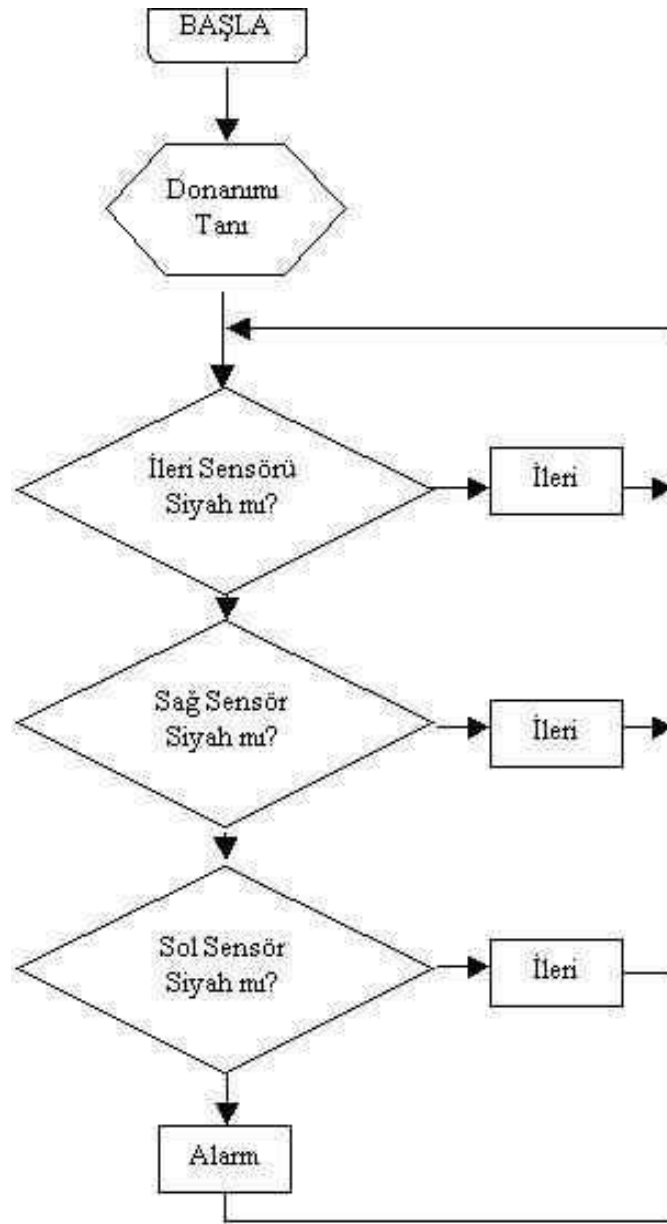 BAŞLA
Donanımı
Tanı
İleri Sensörü
Siyah mı?
İleri
Sağ Sensör
Siyah mı?
İleri
Sol Sensör
Siyah mı?
İleri
Alarm